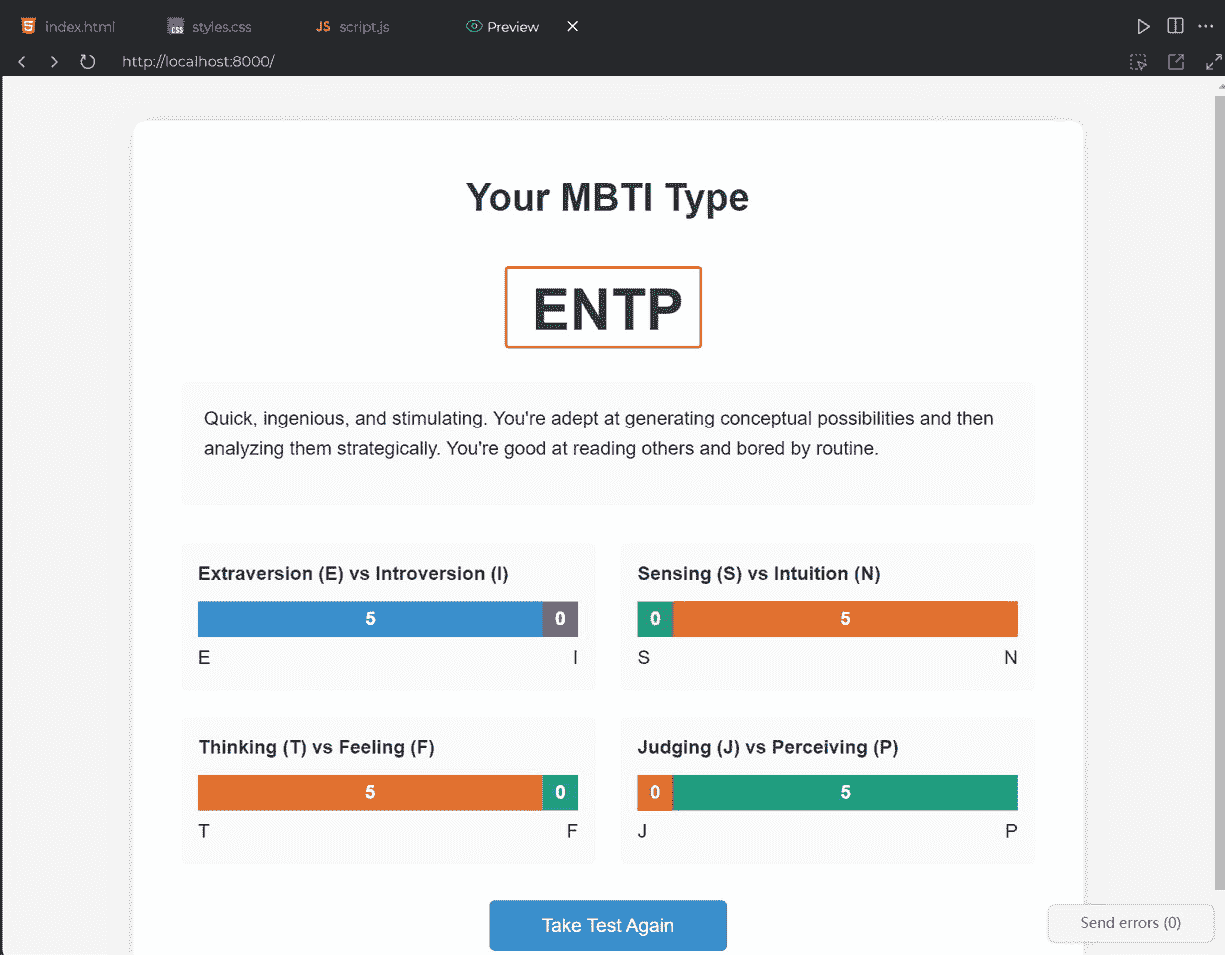 index.html styles.css JS script.js Preview
http://localhost:8000/
Your MBTI Type
ENTP
Quick, ingenious, and stimulating. You're adept at generating conceptual possibilities and then
analyzing them strategically. You're good at reading others and bored by routine.
Extraversion (E) vs Introversion (I)
5 0
E I
Sensing (S) vs Intuition (N)
0 5
S N
Thinking (T) vs Feeling (F)
5 0
T F
Judging (J) vs Perceiving (P)
0 5
J P
Take Test Again
Send errors (0)